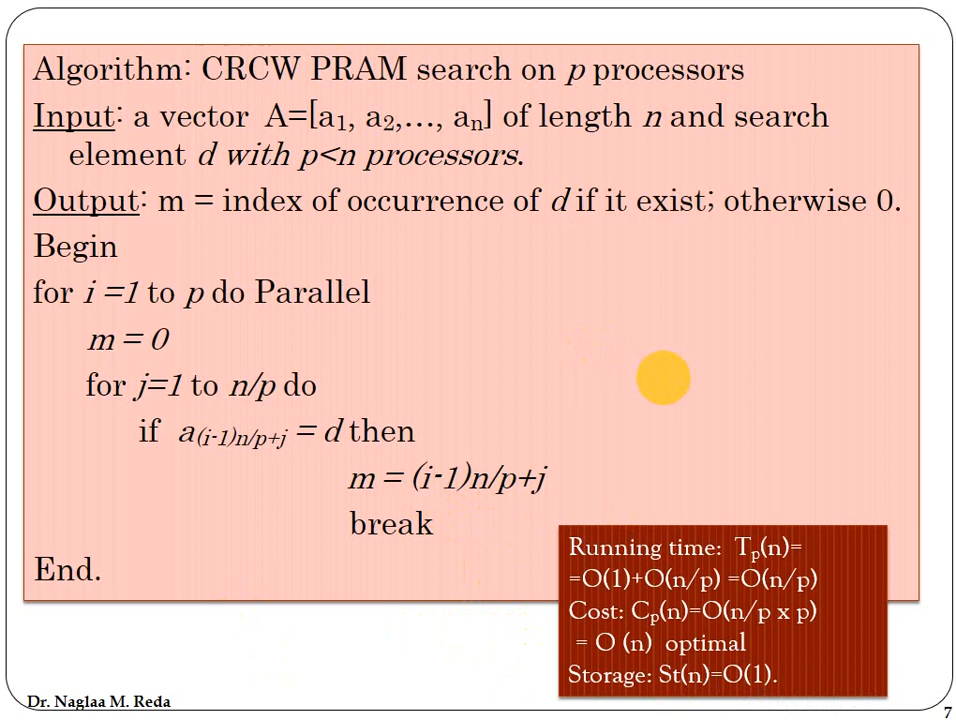 Algorithm: CRCW PRAM search on p processors
Input: a vector A=[a₁, a₂,…, aₙ] of length n and search
element d with p<n processors.
Output: m = index of occurrence of d if it exist; otherwise 0.
Begin
for i =1 to p do Parallel
m = 0
for j=1 to n/p do
if a(i-1)n/p+j = d then
m = (i-1)n/p+j
break
End.
Running time: Tₚ(n)=
=O(1)+O(n/p) =O(n/p)
Cost: Cₚ(n)=O(n/p x p)
= O (n) optimal
Storage: St(n)=O(1).
Dr. Naglaa M. Reda
7